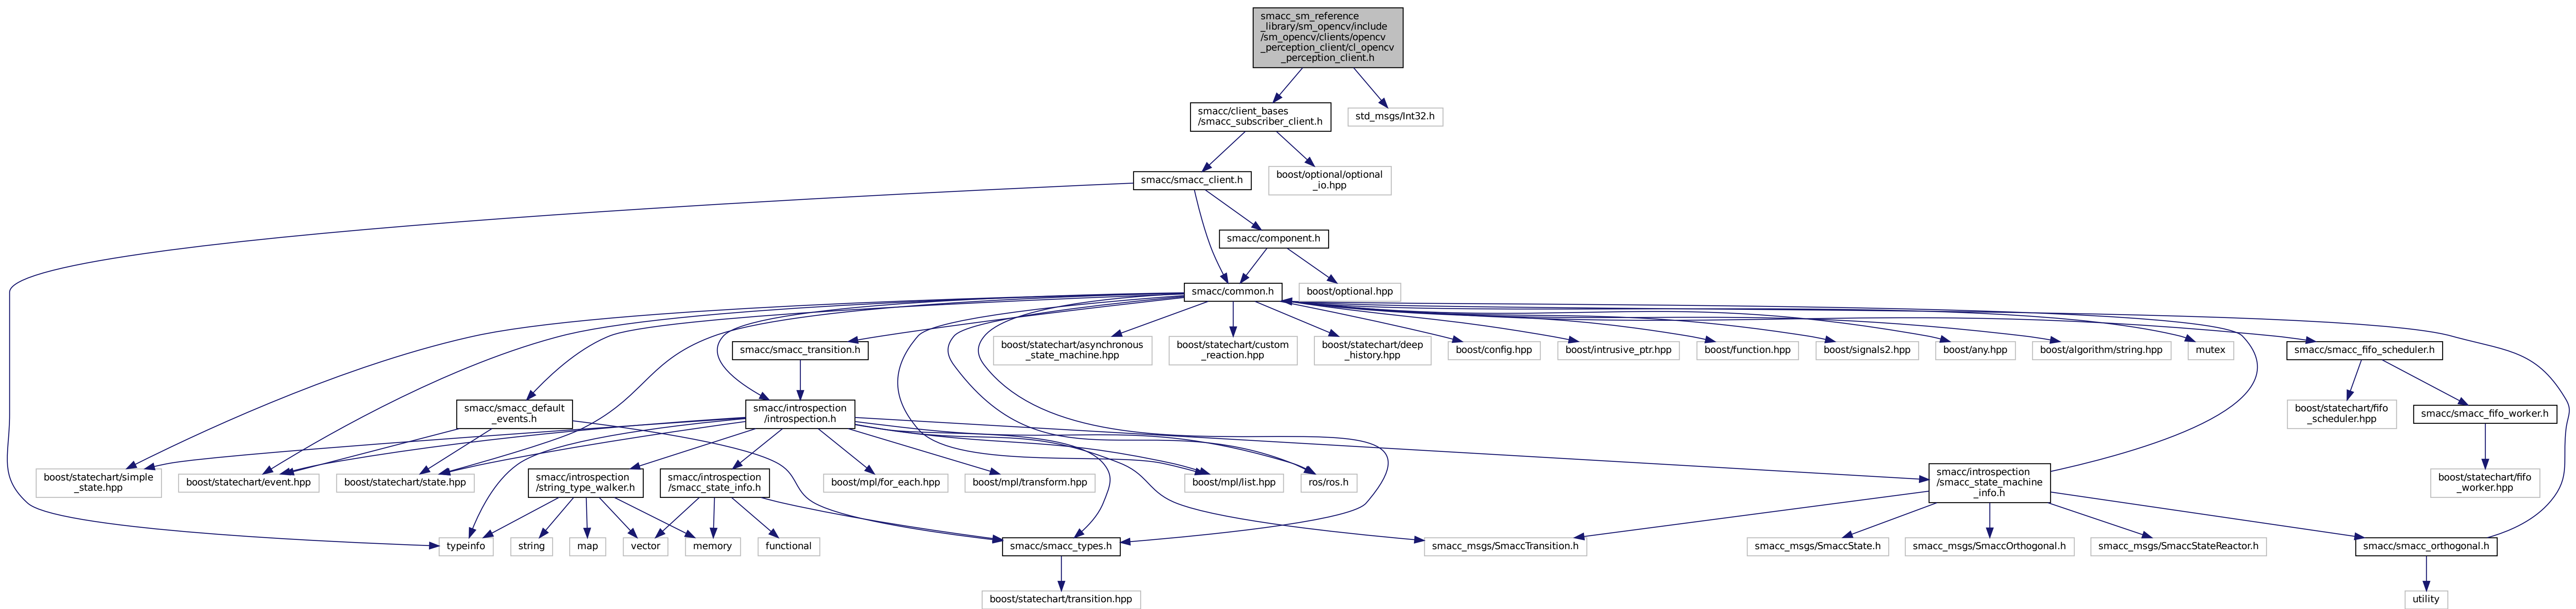 smacc_sm_reference
_library/sm_opencv/include
/sm_opencv/clients/opencv
_perception_client/cl_opencv
_perception_client.h
smacc/client_bases
/smacc_subscriber_client.h
std_msgs/Int32.h
smacc/smacc_client.h
boost/optional/optional
_io.hpp
smacc/component.h
smacc/common.h
boost/optional.hpp
smacc/smacc_transition.h
boost/statechart/asynchronous
_state_machine.hpp
boost/statechart/custom
_reaction.hpp
boost/statechart/deep
_history.hpp
boost/config.hpp
boost/intrusive_ptr.hpp
boost/function.hpp
boost/signals2.hpp
boost/any.hpp
boost/algorithm/string.hpp
mutex
smacc/smacc_fifo_scheduler.h
smacc/smacc_default
_events.h
smacc/introspection
/introspection.h
boost/statechart/fifo
_scheduler.hpp
smacc/smacc_fifo_worker.h
boost/statechart/simple
_state.hpp
boost/statechart/event.hpp
boost/statechart/state.hpp
smacc/introspection
/string_type_walker.h
smacc/introspection
/smacc_state_info.h
boost/mpl/for_each.hpp
boost/mpl/transform.hpp
boost/mpl/list.hpp
ros/ros.h
smacc/introspection
/smacc_state_machine
_info.h
boost/statechart/fifo
_worker.hpp
typeinfo
string
map
vector
memory
functional
smacc/smacc_types.h
smacc_msgs/SmaccTransition.h
smacc_msgs/SmaccState.h
smacc_msgs/SmaccOrthogonal.h
smacc_msgs/SmaccStateReactor.h
smacc/smacc_orthogonal.h
boost/statechart/transition.hpp
utility